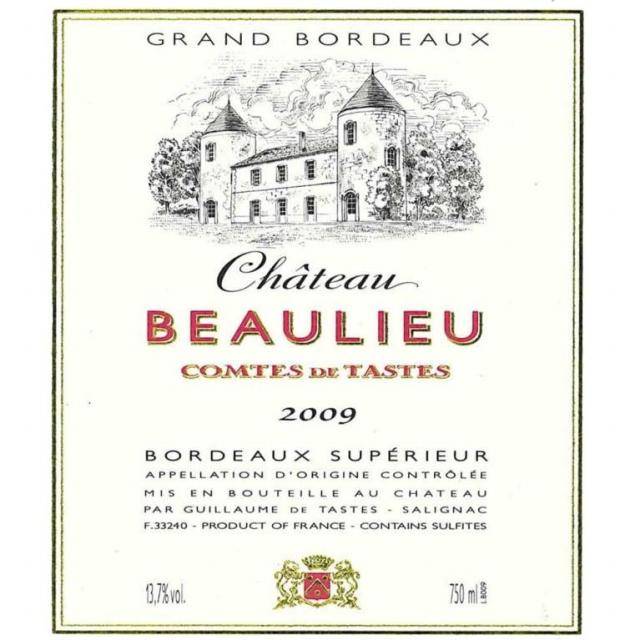 GRAND BORDEAUX
Château
BEAULIEU
COMTES DE TASTES
2009
BORDEAUX SUPÉRIEUR
APPELLATION D'ORIGINE CONTRÔLÉE
MIS EN BOUTEILLE AU CHATEAU
PAR GUILLAUME DE TASTES - SALIGNAC
F.33240 - PRODUCT OF FRANCE - CONTAINS SULFITES
13,7% vol.
750 ml
L.B009